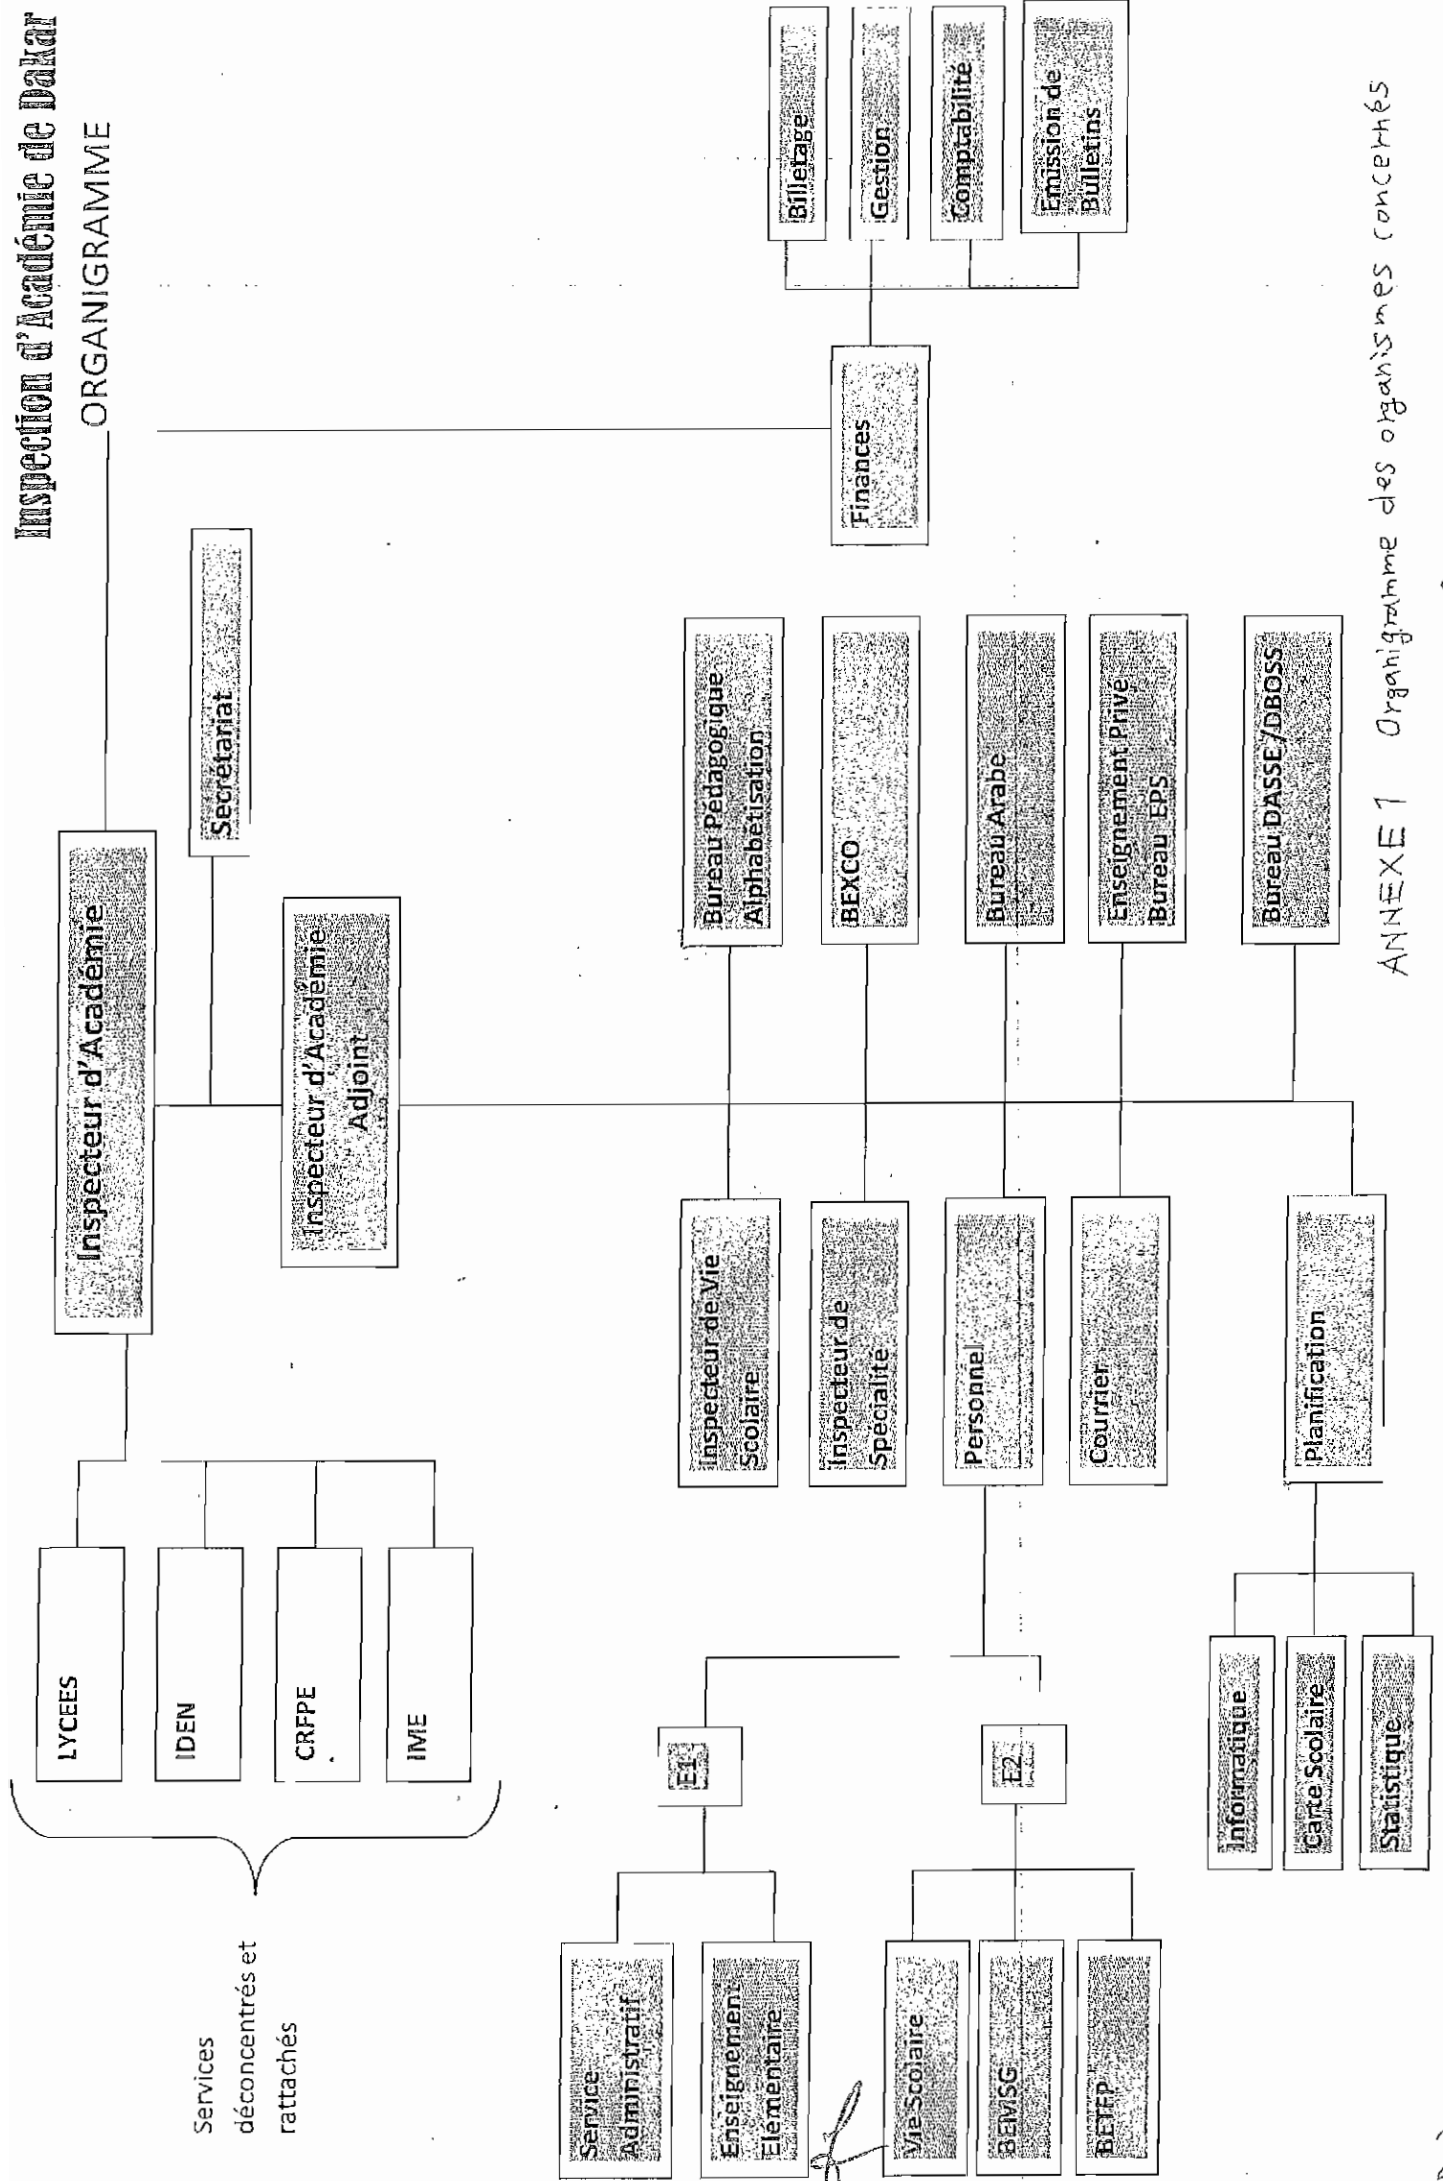 Inspection d'Académie de Dakar
ORGANIGRAMME
Inspecteur d'Académie
Secrétariat
Inspecteur d'Académie
Adjoint
LYCEES
IDEN
CRFPE
IME
Services
déconcentrés et
rattachés
Finances
Billetage
Gestion
Comptabilité
Emission de
Bulletins
Bureau Pédagogique
Alphabétisation
BEXCO
Bureau Arabe
Enseignement Privé
Bureau EPS
Bureau DASSE/DBOSS
Inspecteur de Vie
Scolaire
Inspecteur de
Spécialité
Personnel
Courrier
Planification
E1
E2
Service
Administratif
Enseignement
Elémentaire
Vie Scolaire
BEMSG
BETFP
Informatique
Carte Scolaire
Statistique
ANNEXE 1 Organigramme des organismes concernés